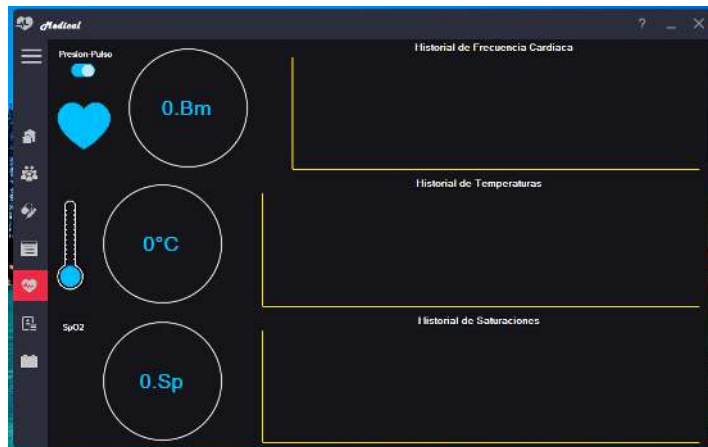 Medical
?
Presion-Pulso
Historial de Frecuencia Cardiaca
0.Bm
Historial de Temperaturas
0°C
SpO2
Historial de Saturaciones
0.Sp